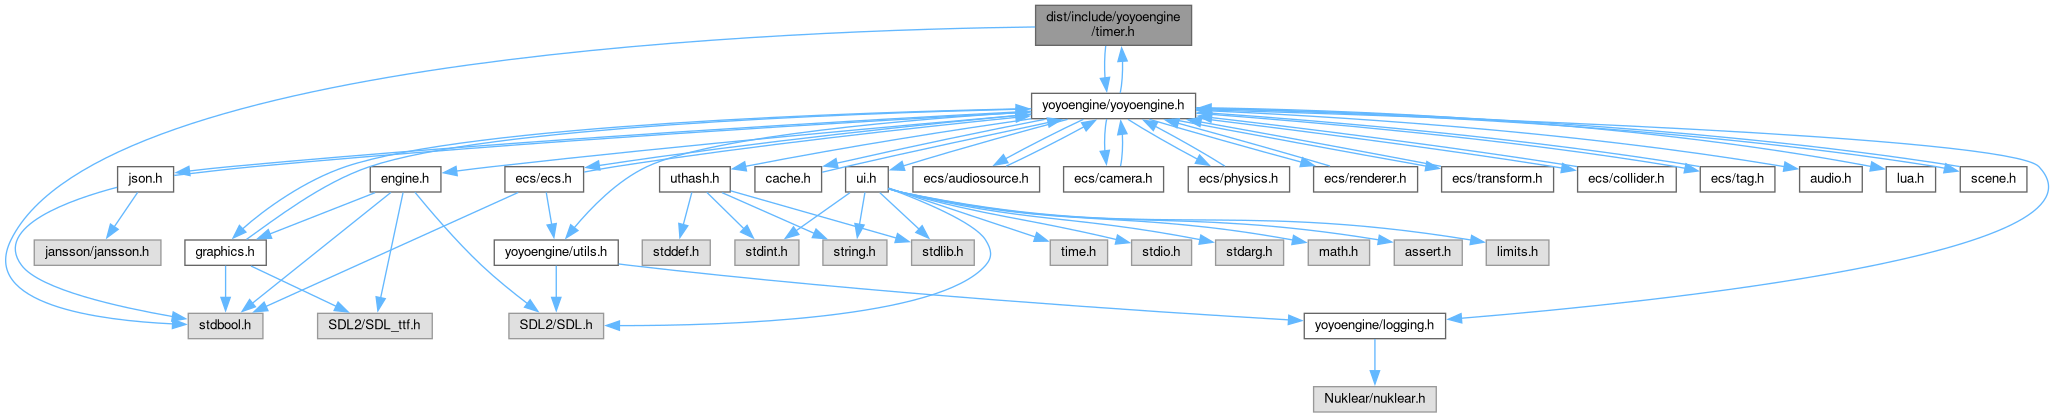 dist/include/yoyoengine
/timer.h
yoyoengine/yoyoengine.h
json.h
engine.h
ecs/ecs.h
uthash.h
cache.h
ui.h
ecs/audiosource.h
ecs/camera.h
ecs/physics.h
ecs/renderer.h
ecs/transform.h
ecs/collider.h
ecs/tag.h
audio.h
lua.h
scene.h
jansson/jansson.h
graphics.h
yoyoengine/utils.h
stddef.h
stdint.h
string.h
stdlib.h
time.h
stdio.h
stdarg.h
math.h
assert.h
limits.h
stdbool.h
SDL2/SDL_ttf.h
SDL2/SDL.h
yoyoengine/logging.h
Nuklear/nuklear.h